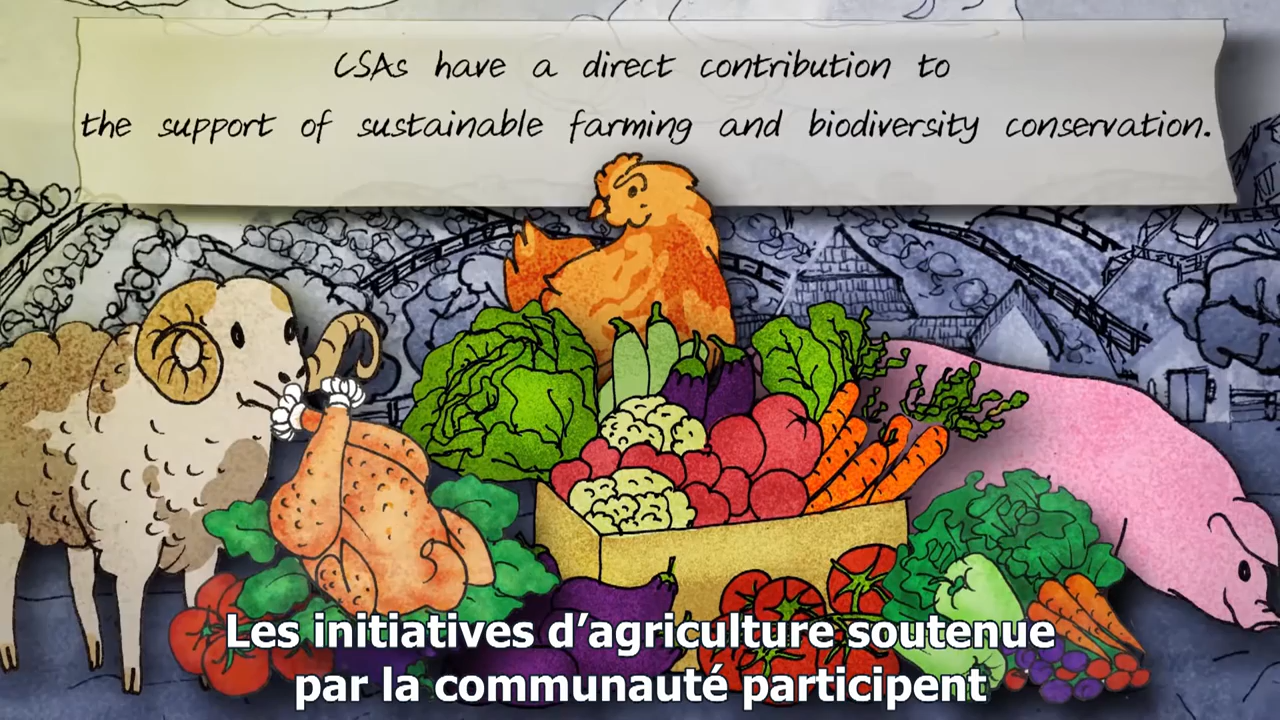 CSAs have a direct contribution to
the support of sustainable farming and biodiversity conservation.
Les initiatives d’agriculture soutenue
par la communauté participent